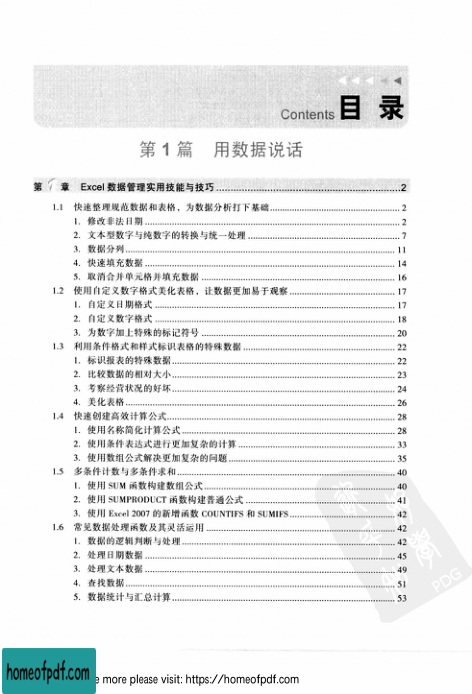 Contents 目 录
第 1 篇 用数据说话
第 1 章 Excel 数据管理实用技能与技巧 2
1.1 快速整理规范数据和表格，为数据分析打下基础 2
1. 修改非法日期 2
2. 文本型数字与纯数字的转换与统一处理 7
3. 数据分列 11
4. 快速填充数据 14
5. 取消合并单元格并填充数据 16
1.2 使用自定义数字格式美化表格，让数据更加易于观察 17
1. 自定义日期格式 17
2. 自定义数字格式 18
3. 为数字加上特殊的标记符号 20
1.3 利用条件格式和样式标识表格的特殊数据 22
1. 标识报表的特殊数据 22
2. 比较数据的相对大小 23
3. 考察经营状况的好坏 24
4. 美化表格 26
1.4 快速创建高效计算公式 28
1. 使用名称简化计算公式 28
2. 使用条件表达式进行更加复杂的计算 33
3. 使用数组公式解决更加复杂的问题 35
1.5 多条件计数与多条件求和 40
1. 使用 SUM 函数构建数组公式 40
2. 使用 SUMPRODUCT 函数构建普通公式 41
3. 使用 Excel 2007 的新增函数 COUNTIFS 和 SUMIFS 42
1.6 常见数据处理函数及其灵活运用 42
1. 数据的逻辑判断与处理 42
2. 处理日期数据 45
3. 处理文本数据 49
4. 查找数据 51
5. 数据统计与汇总计算 53
PDG
homeofpdf.com
e more please visit: https://homeofpdf.com